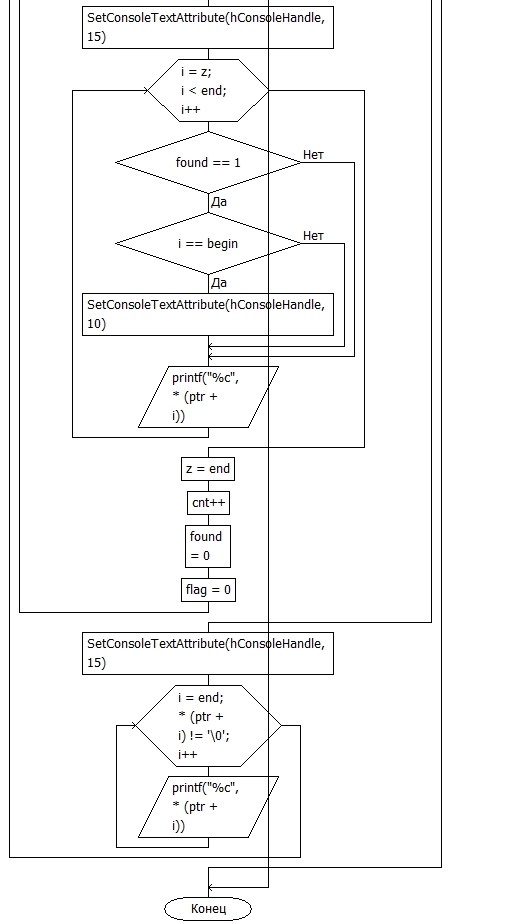 SetConsoleTextAttribute(hConsoleHandle,
15)
i = z;
i < end;
i++
found == 1
Нет
Да
i == begin
Нет
Да
SetConsoleTextAttribute(hConsoleHandle,
10)
printf("%c",
* (ptr +
i))
z = end
cnt++
found
= 0
flag = 0
SetConsoleTextAttribute(hConsoleHandle,
15)
i = end;
* (ptr +
i) != '\0';
i++
printf("%c",
* (ptr +
i))
Конец